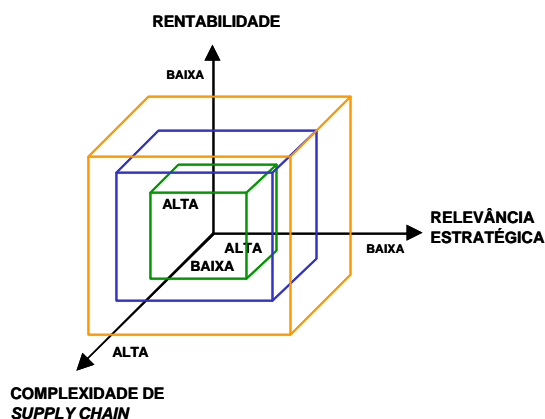 RENTABILIDADE
BAIXA
ALTA
RELEVÂNCIA
ESTRATÉGICA
ALTA
BAIXA
BAIXA
ALTA
COMPLEXIDADE DE
SUPPLY CHAIN